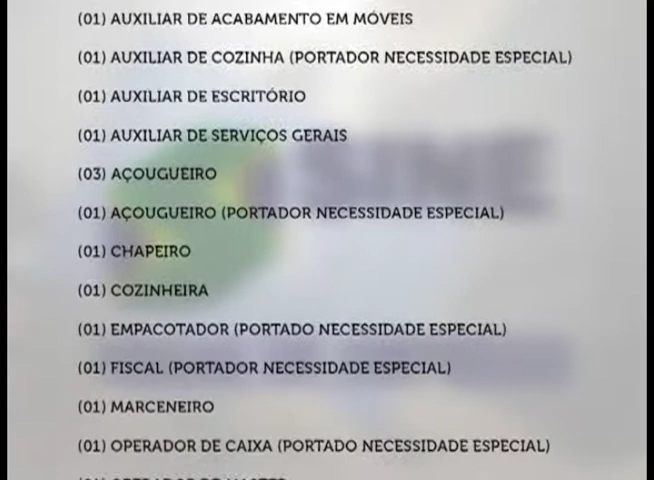 (01) AUXILIAR DE ACABAMENTO EM MÓVEIS
(01) AUXILIAR DE COZINHA (PORTADOR NECESSIDADE ESPECIAL)
(01) AUXILIAR DE ESCRITÓRIO
(01) AUXILIAR DE SERVIÇOS GERAIS
(03) AÇOUGUEIRO
(01) AÇOUGUEIRO (PORTADOR NECESSIDADE ESPECIAL)
(01) CHAPEIRO
(01) COZINHEIRA
(01) EMPACOTADOR (PORTADO NECESSIDADE ESPECIAL)
(01) FISCAL (PORTADOR NECESSIDADE ESPECIAL)
(01) MARCENEIRO
(01) OPERADOR DE CAIXA (PORTADO NECESSIDADE ESPECIAL)